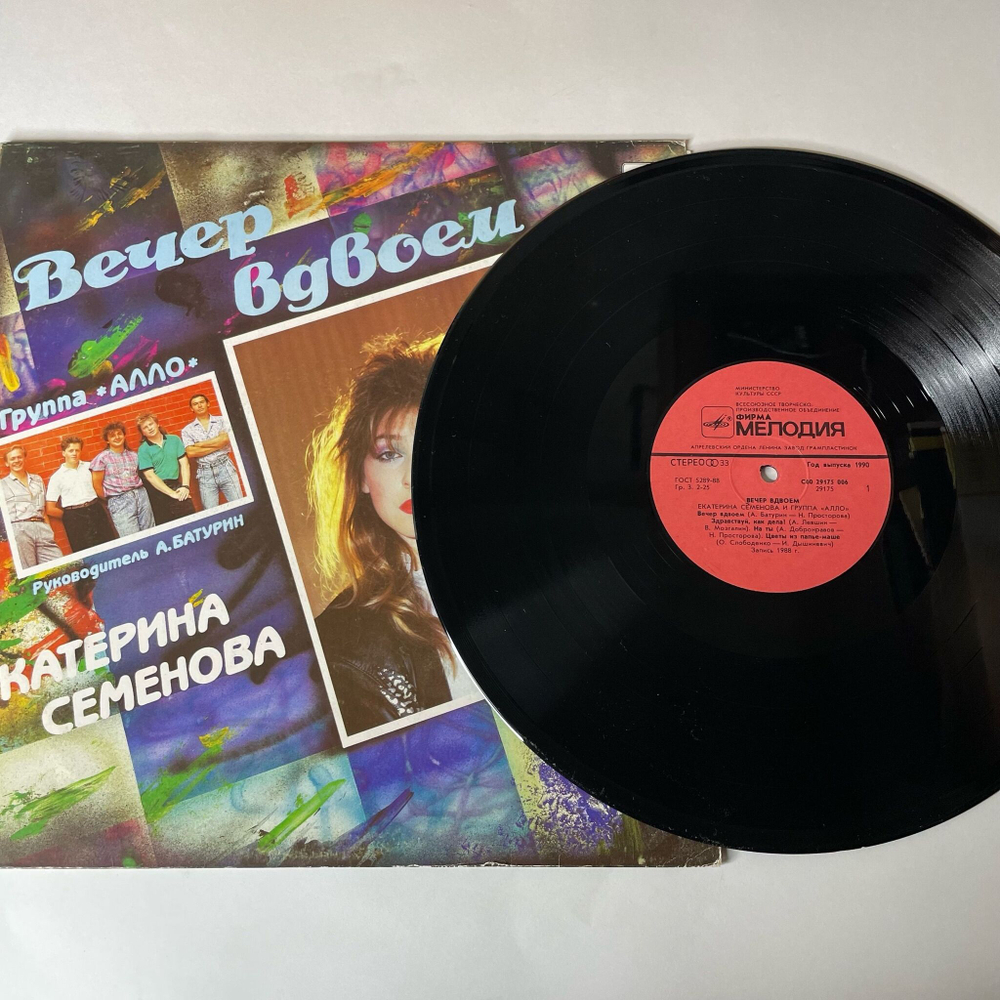 Вечер
вдвоем
Группа *АЛЛО*
Руководитель А.БАТУРИН
КАТЕРИНА
СЕМЕНОВА
МИНИСТЕРСТВО
КУЛЬТУРЫ СССР
ВСЕСОЮЗНОЕ ТВОРЧЕСКО-
ПРОИЗВОДСТВЕННОЕ ОБЪЕДИНЕНИЕ
ФИРМА
МЕЛОДИЯ
АПРЕЛЕВСКИЙ ОРДЕНА ЛЕНИНА ЗАВОД ГРАМПЛАСТИНОК
СТЕРЕО 33 Год выпуска 1990
ГОСТ 5289-88 С60 29175 006
Гр. 3. 2-25 29175 1
ВЕЧЕР ВДВОЕМ
ЕКАТЕРИНА СЕМЕНОВА И ГРУППА «АЛЛО»
Вечер вдвоем (А. Батурин — Н. Просторова)
Здравствуй, как дела! (А. Левшин —
В. Мозгалин). На ты (А. Добронравов —
Н. Просторова). Цветы из папье-маше
(О. Слободенко — И. Дышкиевич)
Запись 1988 г.